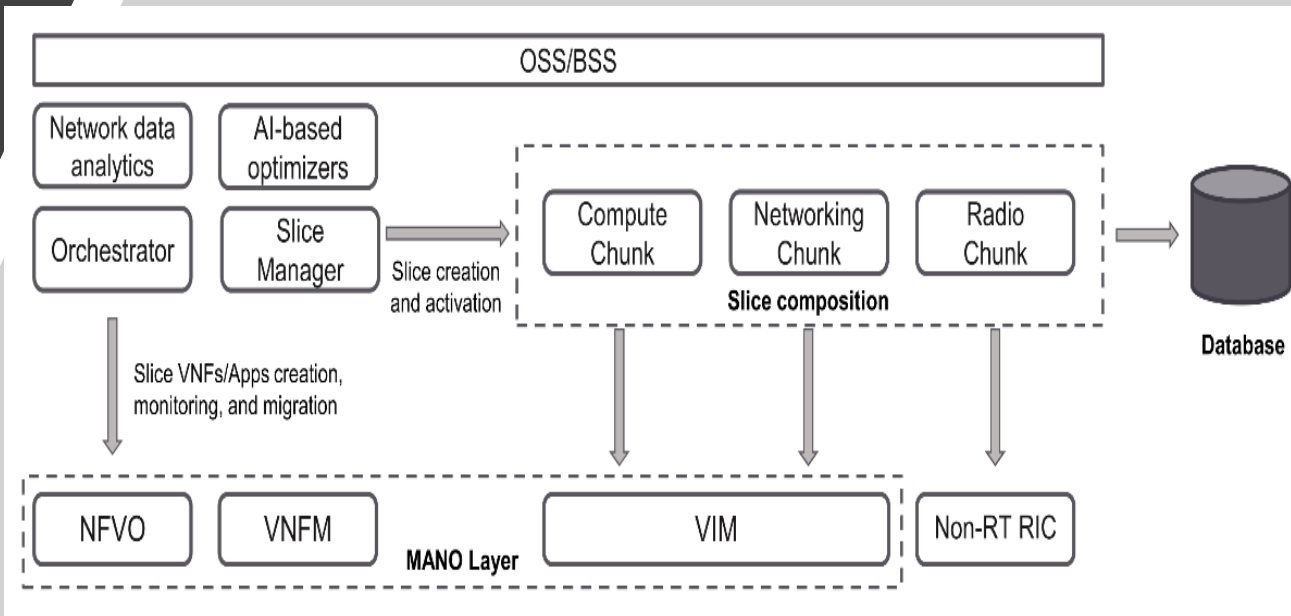 OSS/BSS
Network data
analytics
AI-based
optimizers
Orchestrator
Slice
Manager
Slice creation
and activation
Compute
Chunk
Networking
Chunk
Radio
Chunk
Slice composition
Database
Slice VNFs/Apps creation,
monitoring, and migration
NFVO
VNFM
MANO Layer
VIM
Non-RT RIC